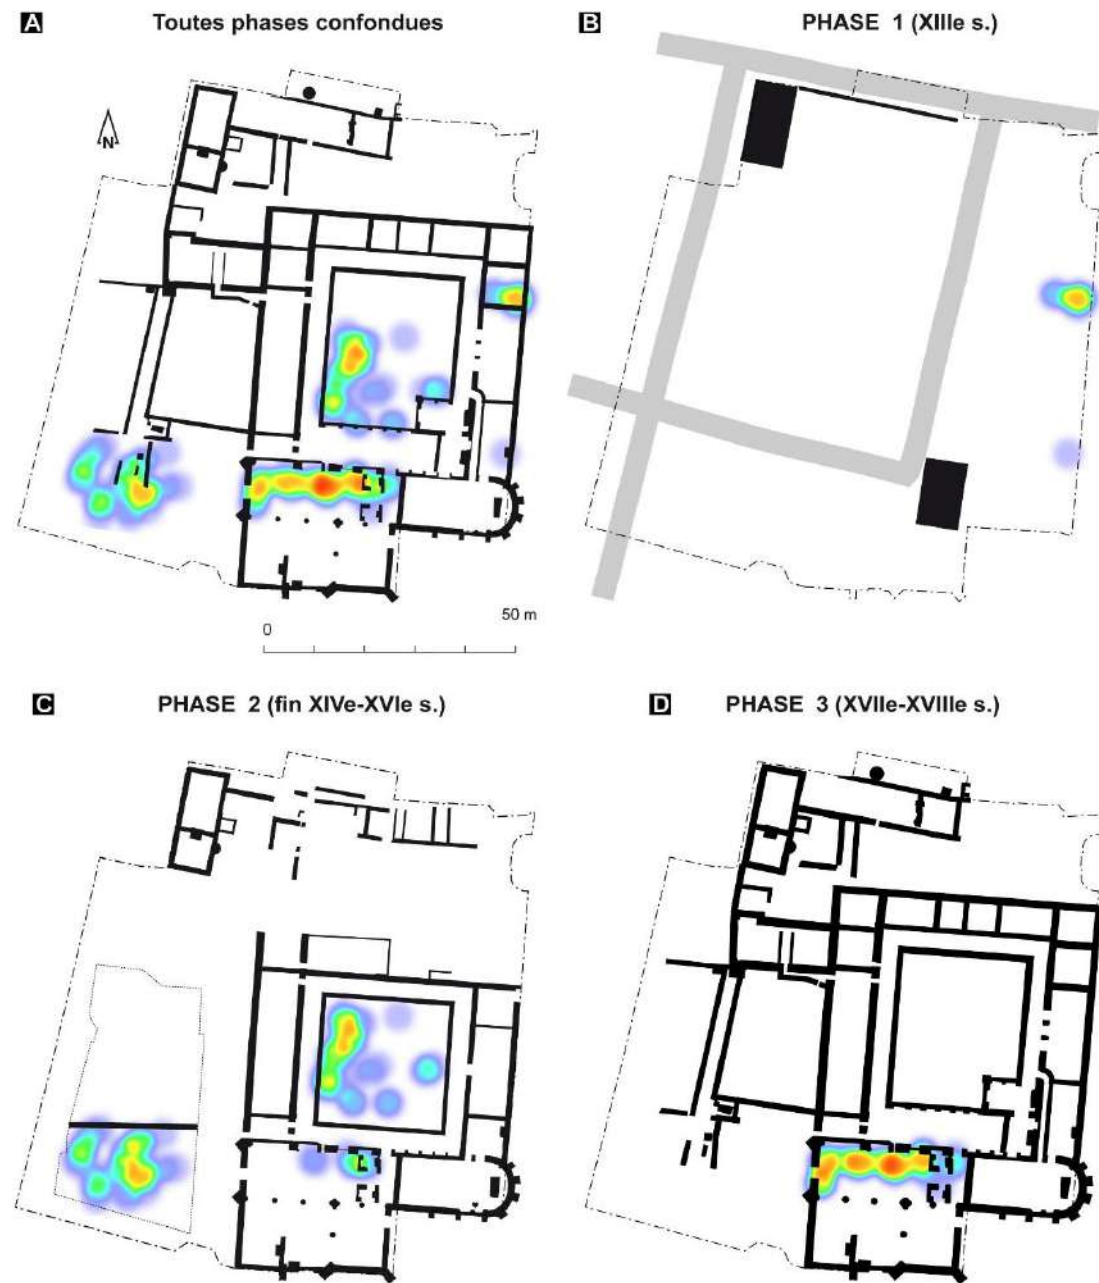 A Toutes phases confondues
B PHASE 1 (XIIIe s.)
N
50 m
0
C PHASE 2 (fin XIVe-XVIe s.)
D PHASE 3 (XVIIe-XVIIIe s.)